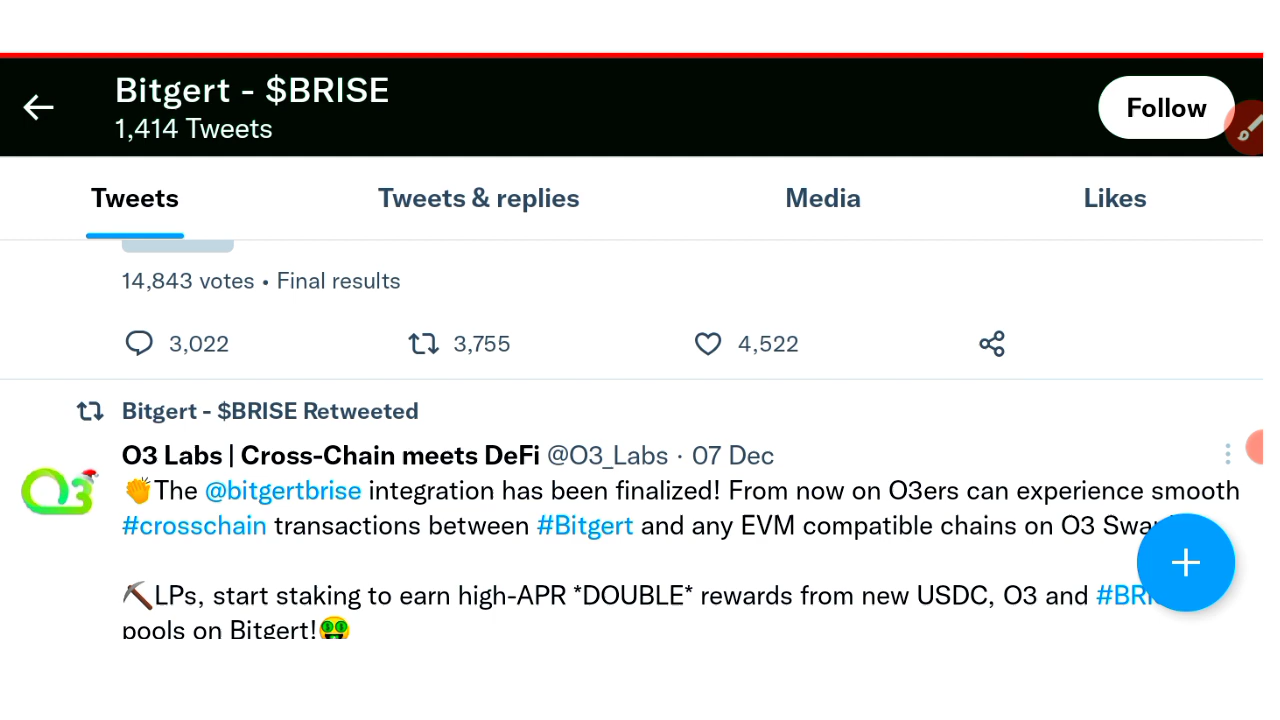 Bitgert - $BRISE
1,414 Tweets
Follow
Tweets
Tweets & replies
Media
Likes
14,843 votes • Final results
3,022
3,755
4,522
Bitgert - $BRISE Retweeted
O3 Labs | Cross-Chain meets DeFi @O3_Labs · 07 Dec
👏The @bitgertbrise integration has been finalized! From now on O3ers can experience smooth
#crosschain transactions between #Bitgert and any EVM compatible chains on O3
⛏️LPs, start staking to earn high-APR *DOUBLE* rewards from new USDC, O3 and
pools on Bitgert!🤑